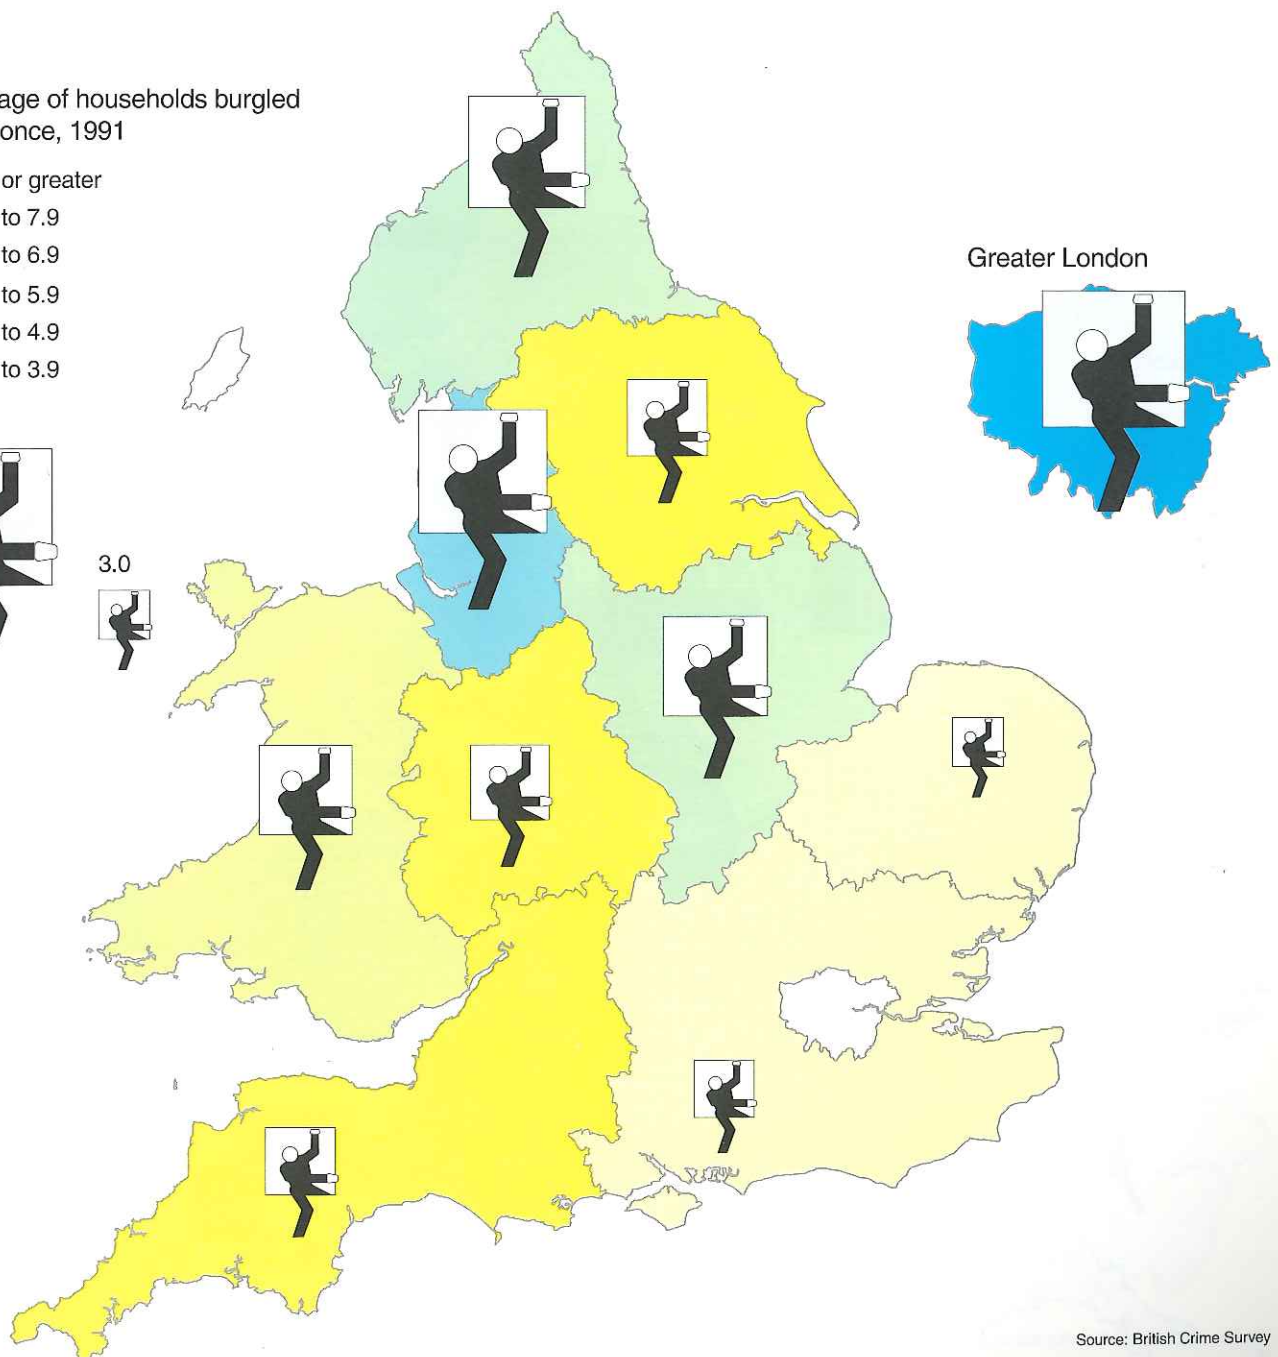 age of households burgled
once, 1991
or greater
to 7.9
to 6.9
to 5.9
to 4.9
to 3.9
3.0
Greater London
Source: British Crime Survey